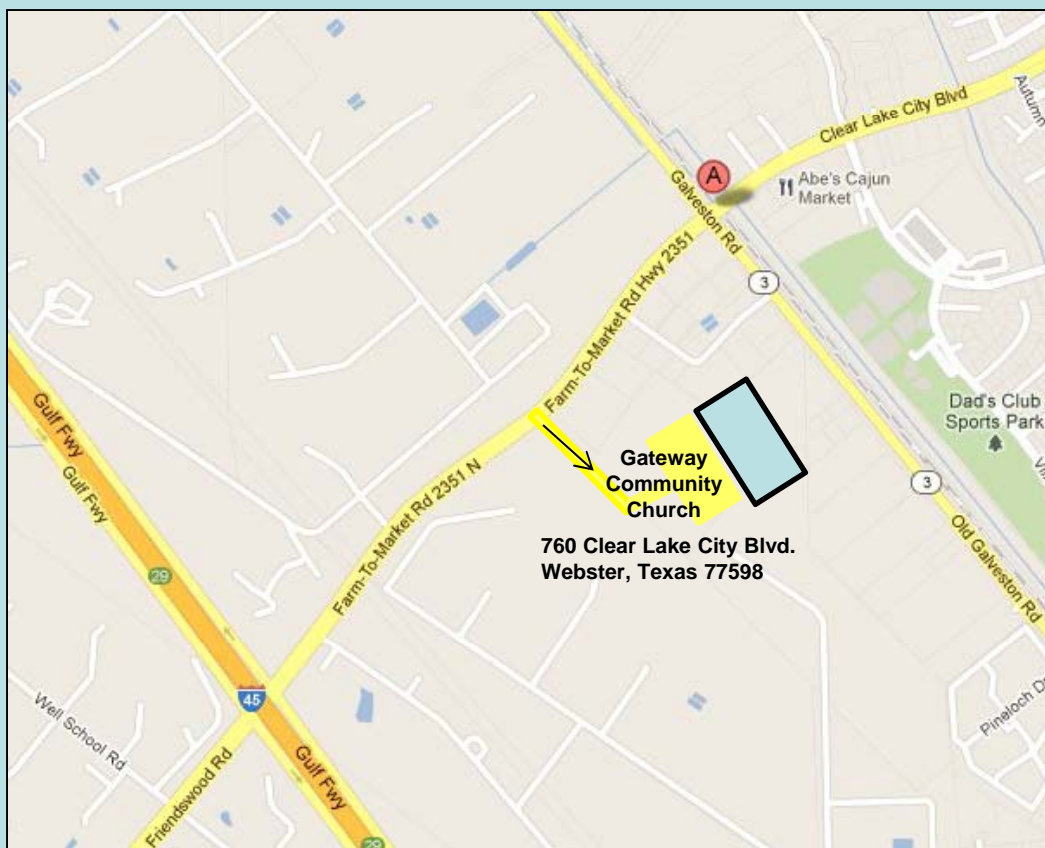 Clear Lake City Blvd
Autumn
A
Abe's Cajun
Market
Galveston Rd
Farm-To-Market Rd Hwy 2351
3
Gulf Fwy
Gulf Fwy
Dad's Club
Sports Park
Gateway
Community
Church
3
Farm-To-Market Rd 2351 N
Old Galveston Rd
760 Clear Lake City Blvd.
Webster, Texas 77598
29
45
Well School Rd
Pineloch
Gulf Fwy
Friendswood Rd
29